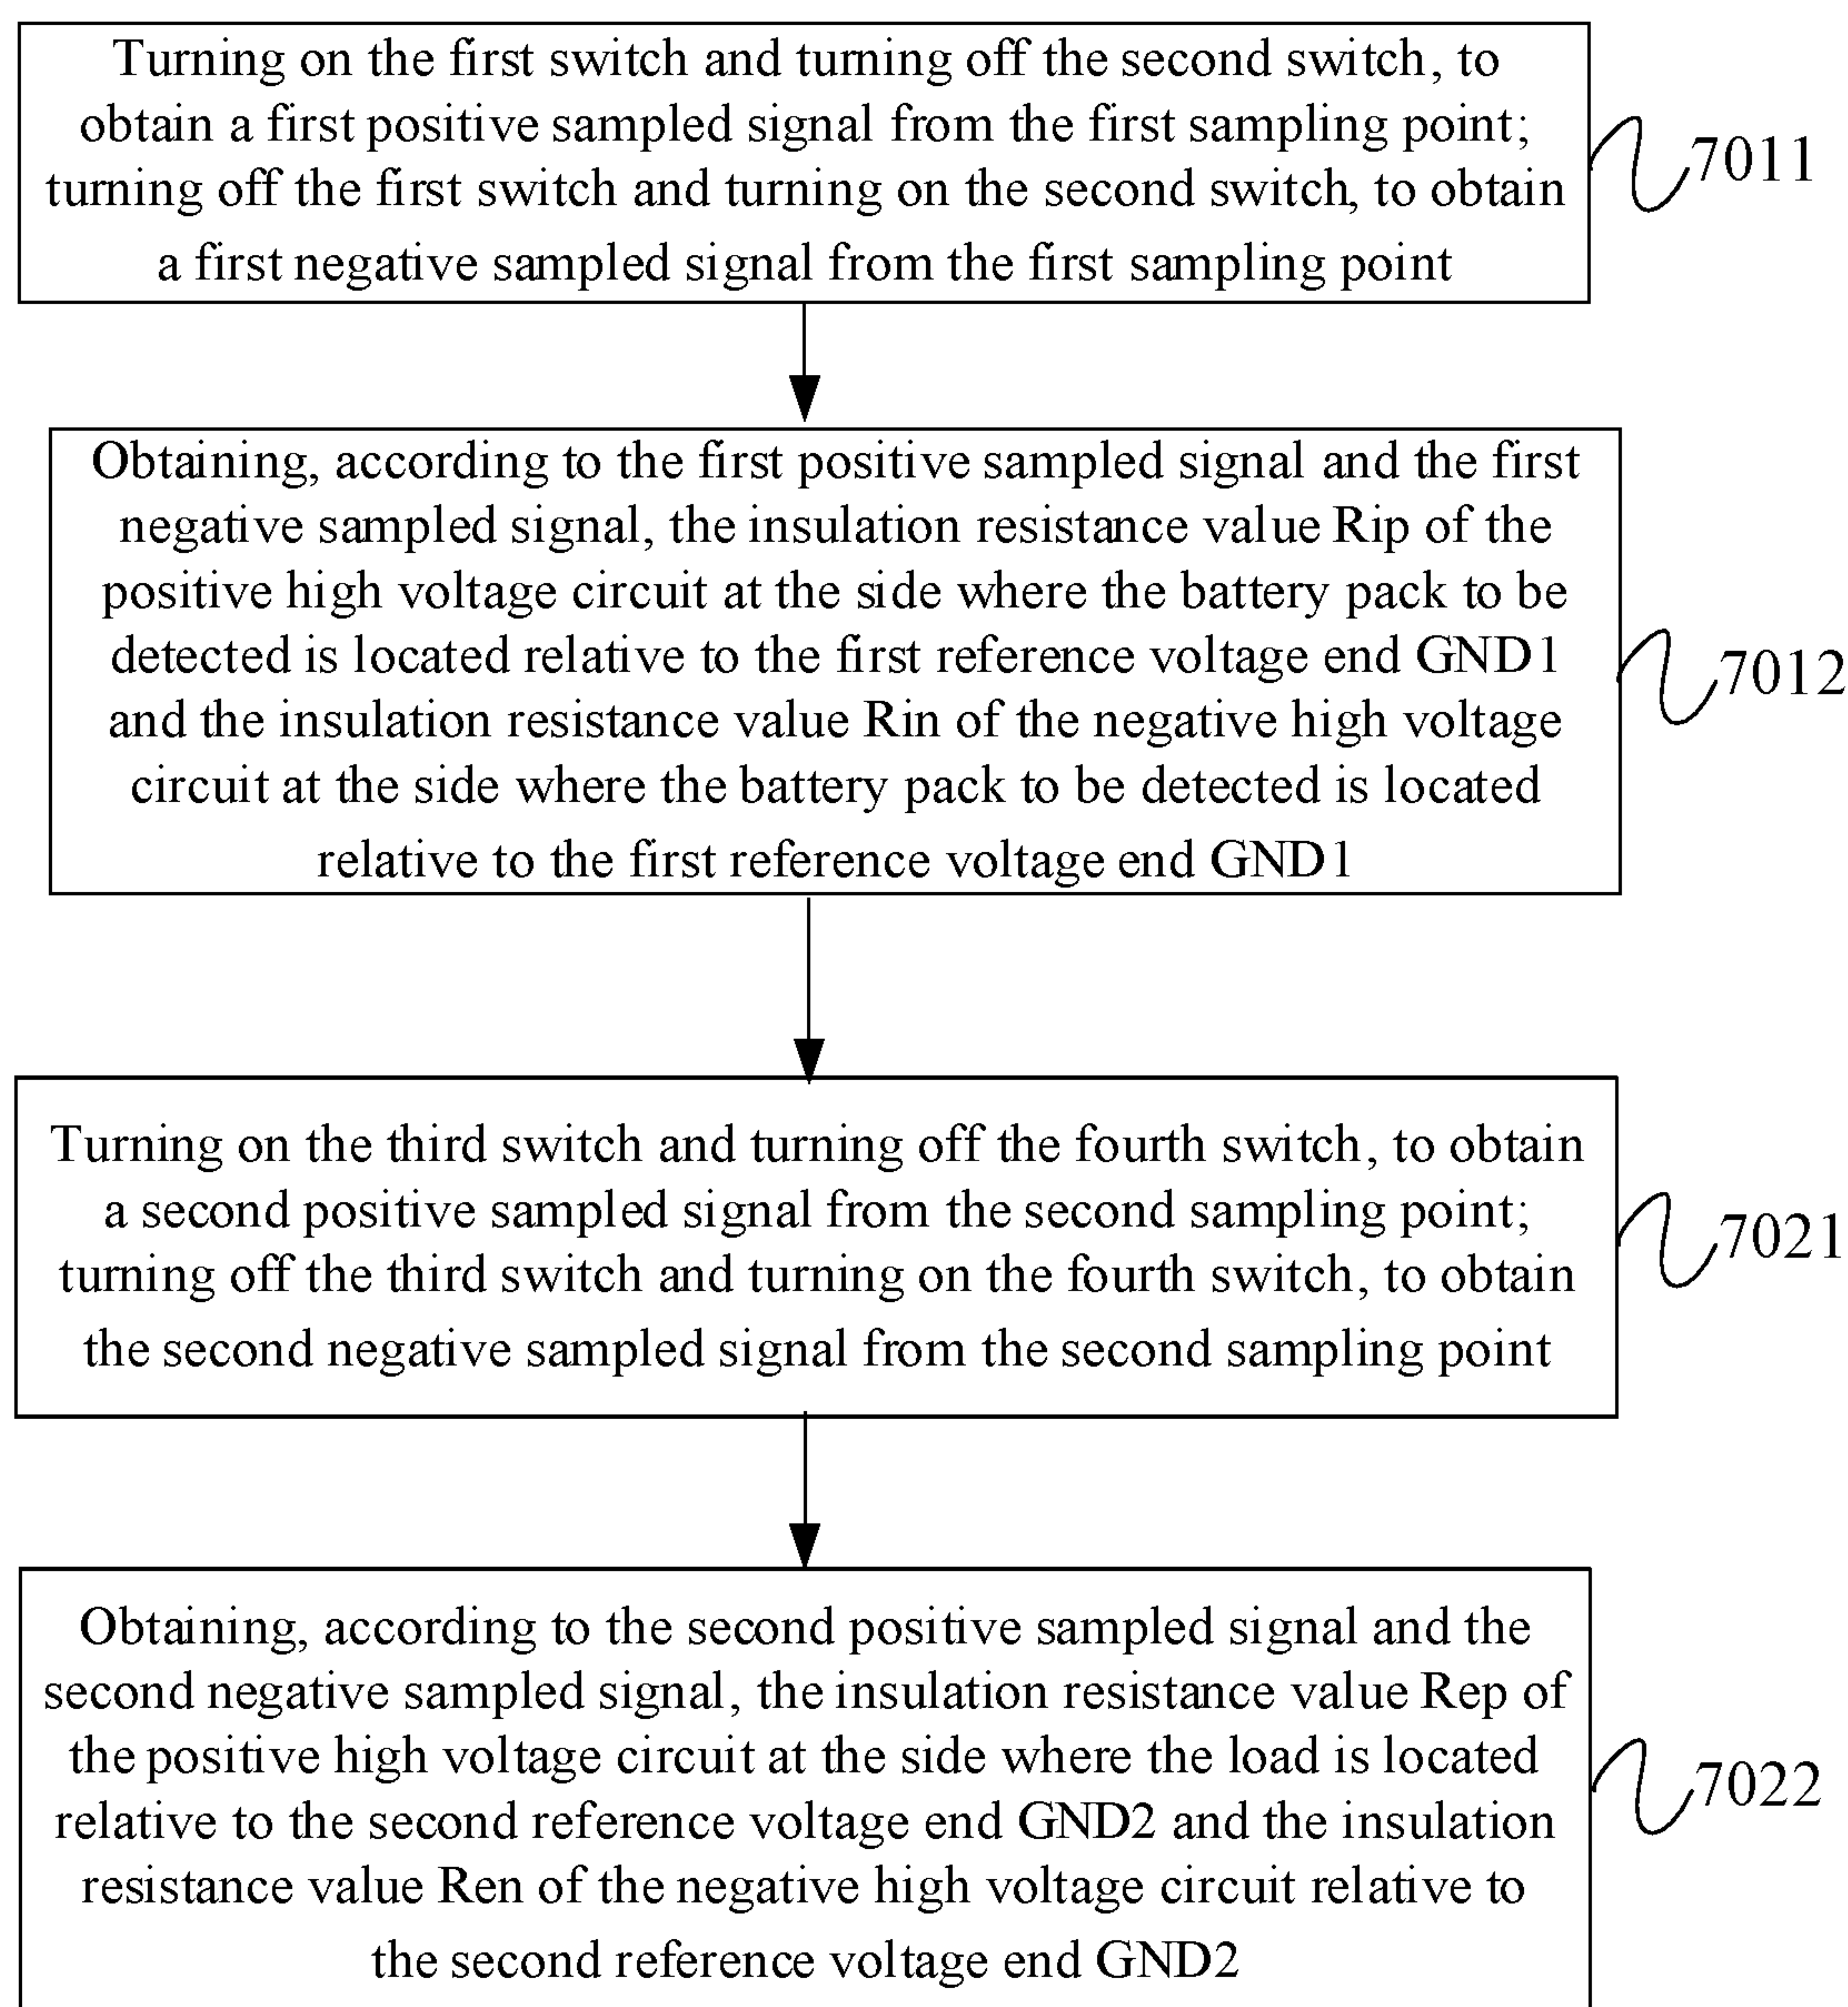 Turning on the first switch and turning off the second switch, to
obtain a first positive sampled signal from the first sampling point;
turning off the first switch and turning on the second switch, to obtain
a first negative sampled signal from the first sampling point
7011
Obtaining, according to the first positive sampled signal and the first
negative sampled signal, the insulation resistance value Rip of the
positive high voltage circuit at the side where the battery pack to be
detected is located relative to the first reference voltage end GND1
and the insulation resistance value Rin of the negative high voltage
circuit at the side where the battery pack to be detected is located
relative to the first reference voltage end GND1
7012
Turning on the third switch and turning off the fourth switch, to obtain
a second positive sampled signal from the second sampling point;
turning off the third switch and turning on the fourth switch, to obtain
the second negative sampled signal from the second sampling point
7021
Obtaining, according to the second positive sampled signal and the
second negative sampled signal, the insulation resistance value Rep of
the positive high voltage circuit at the side where the load is located
relative to the second reference voltage end GND2 and the insulation
resistance value Ren of the negative high voltage circuit relative to
the second reference voltage end GND2
7022